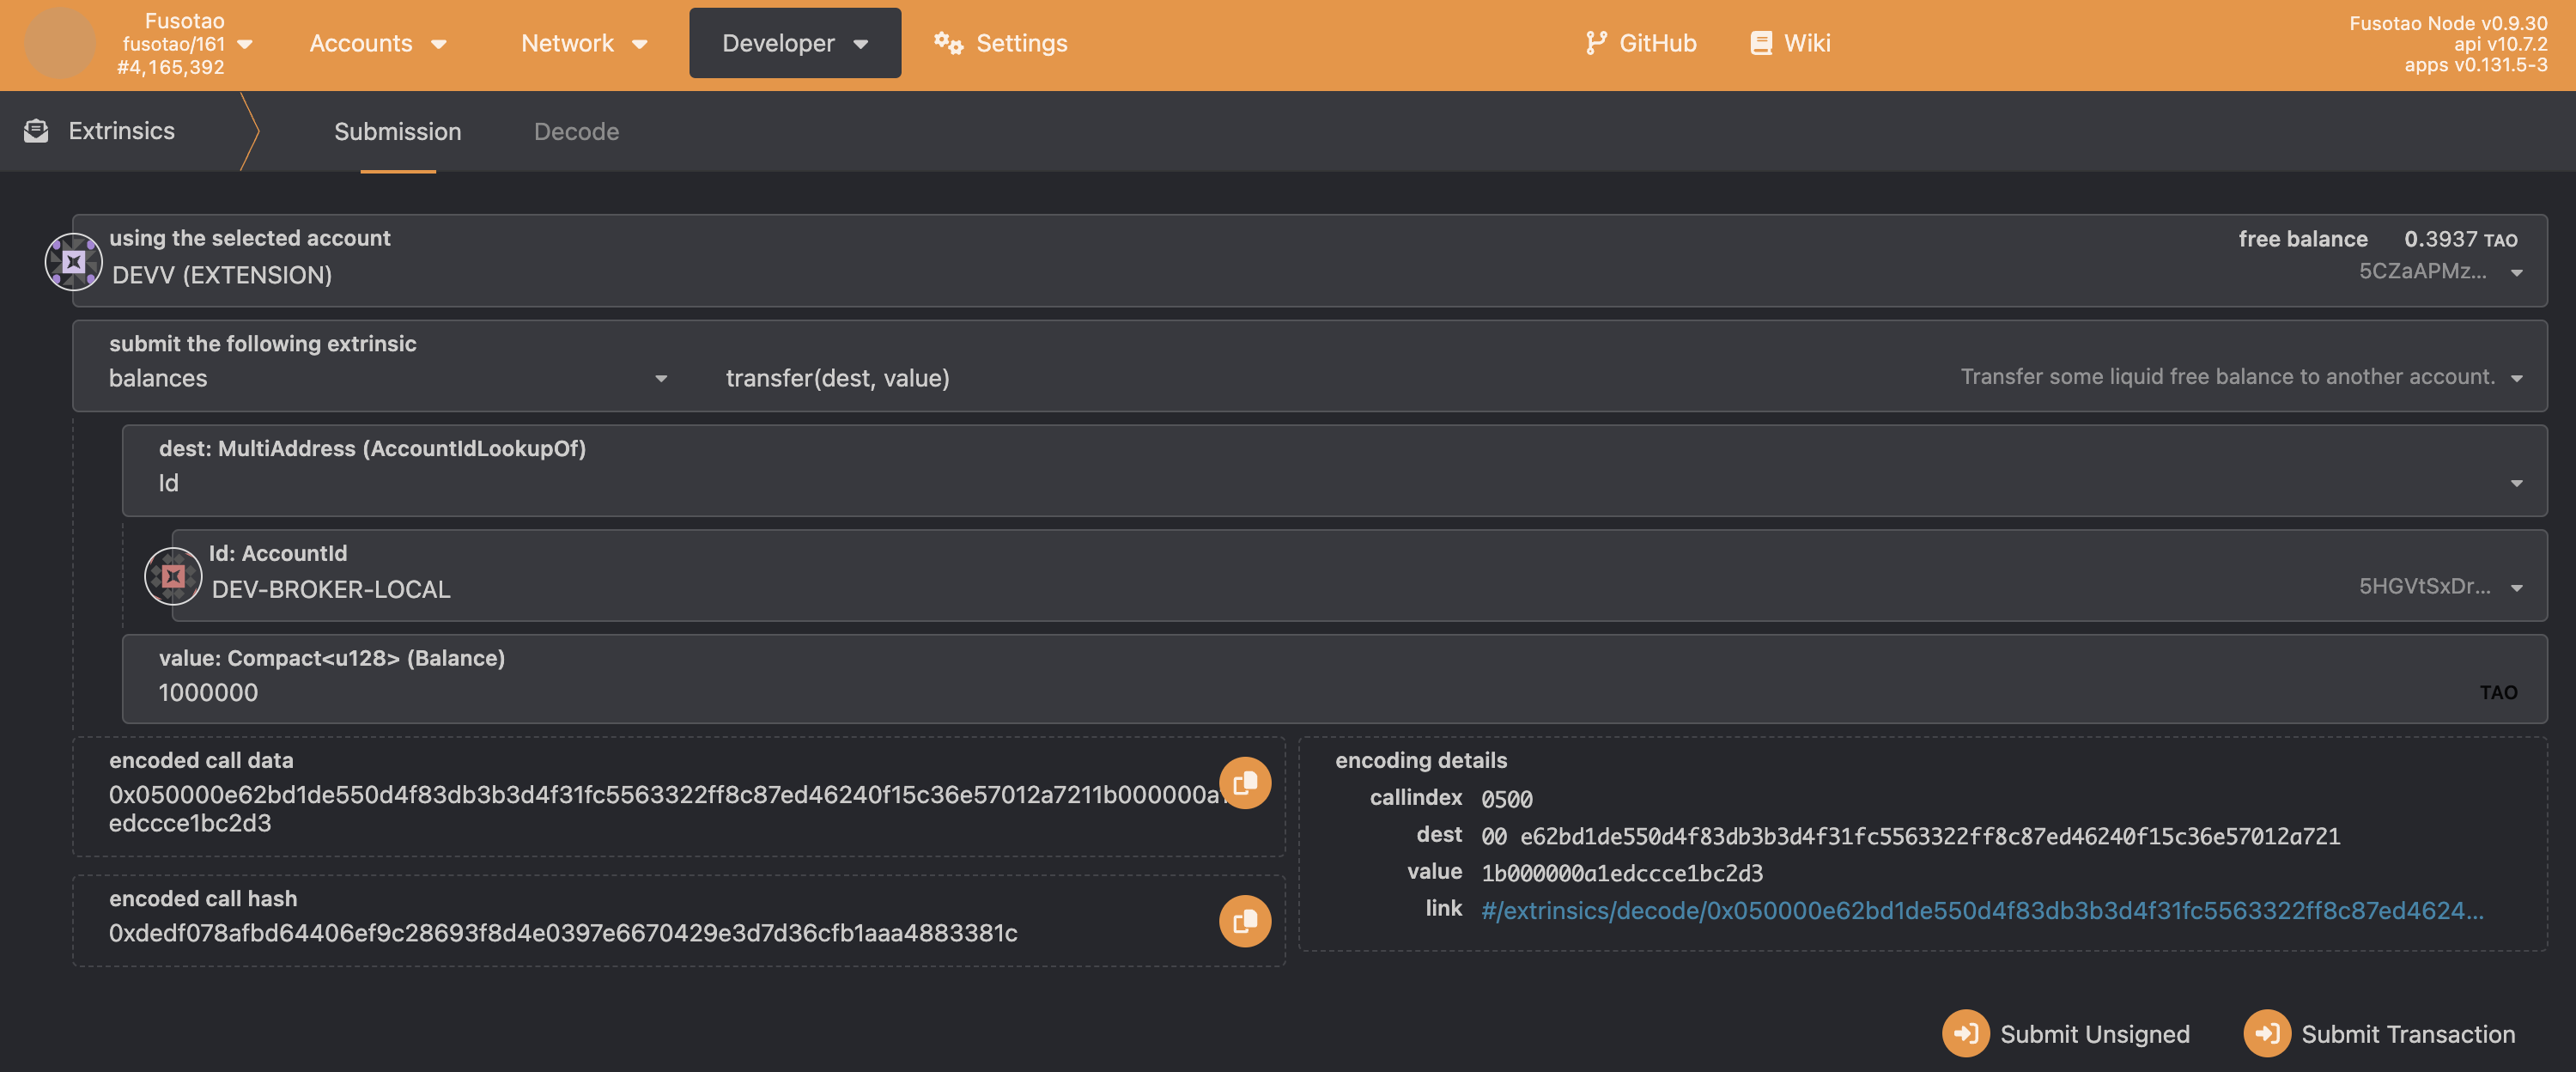 Fusotao
fusotao/161
#4,165,392
Accounts
Network
Developer
Settings
GitHub
Wiki
Fusotao Node v0.9.30
api v10.7.2
apps v0.131.5-3
Extrinsics
Submission
Decode
using the selected account
DEVV (EXTENSION)
free balance 0.3937 TAO
5CZaAPMz...
submit the following extrinsic
balances
transfer(dest, value)
Transfer some liquid free balance to another account.
dest: MultiAddress (AccountIdLookupOf)
Id
Id: AccountId
DEV-BROKER-LOCAL
5HGVtSxDr...
value: Compact<u128> (Balance)
1000000
TAO
encoded call data
0x050000e62bd1de550d4f83db3b3d4f31fc5563322ff8c87ed46240f15c36e57012a7211b000000a1
edccce1bc2d3
encoded call hash
0xdedf078afbd64406ef9c28693f8d4e0397e6670429e3d7d36cfb1aaa4883381c
encoding details
callindex 0500
dest 00 e62bd1de550d4f83db3b3d4f31fc5563322ff8c87ed46240f15c36e57012a721
value 1b000000a1edccce1bc2d3
link #/extrinsics/decode/0x050000e62bd1de550d4f83db3b3d4f31fc5563322ff8c87ed4624...
Submit Unsigned
Submit Transaction